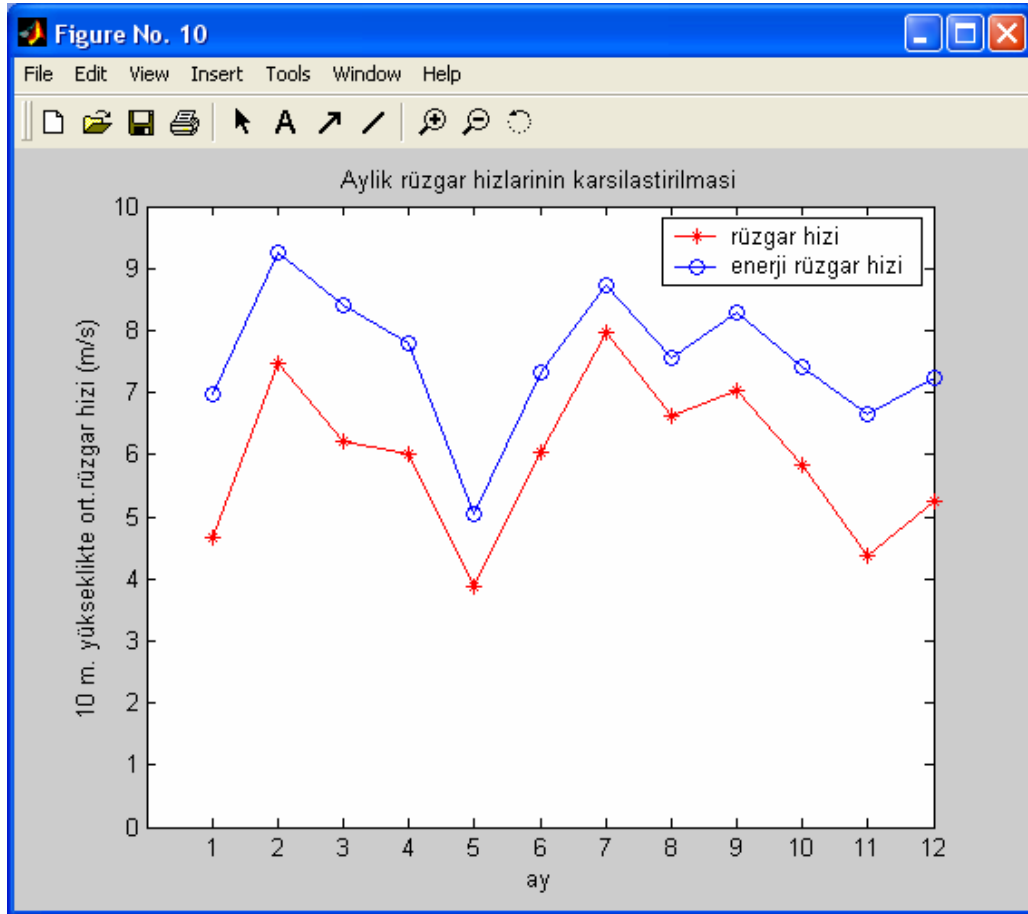 Figure No. 10
File Edit View Insert Tools Window Help
A
Aylik rüzgar hizlarinin karsilastirilmasi
10 m. yükseklikte ort.rüzgar hizi (m/s)
10
9
8
7
6
5
4
3
2
1
0
rüzgar hizi
enerji rüzgar hizi
1 2 3 4 5 6 7 8 9 10 11 12
ay